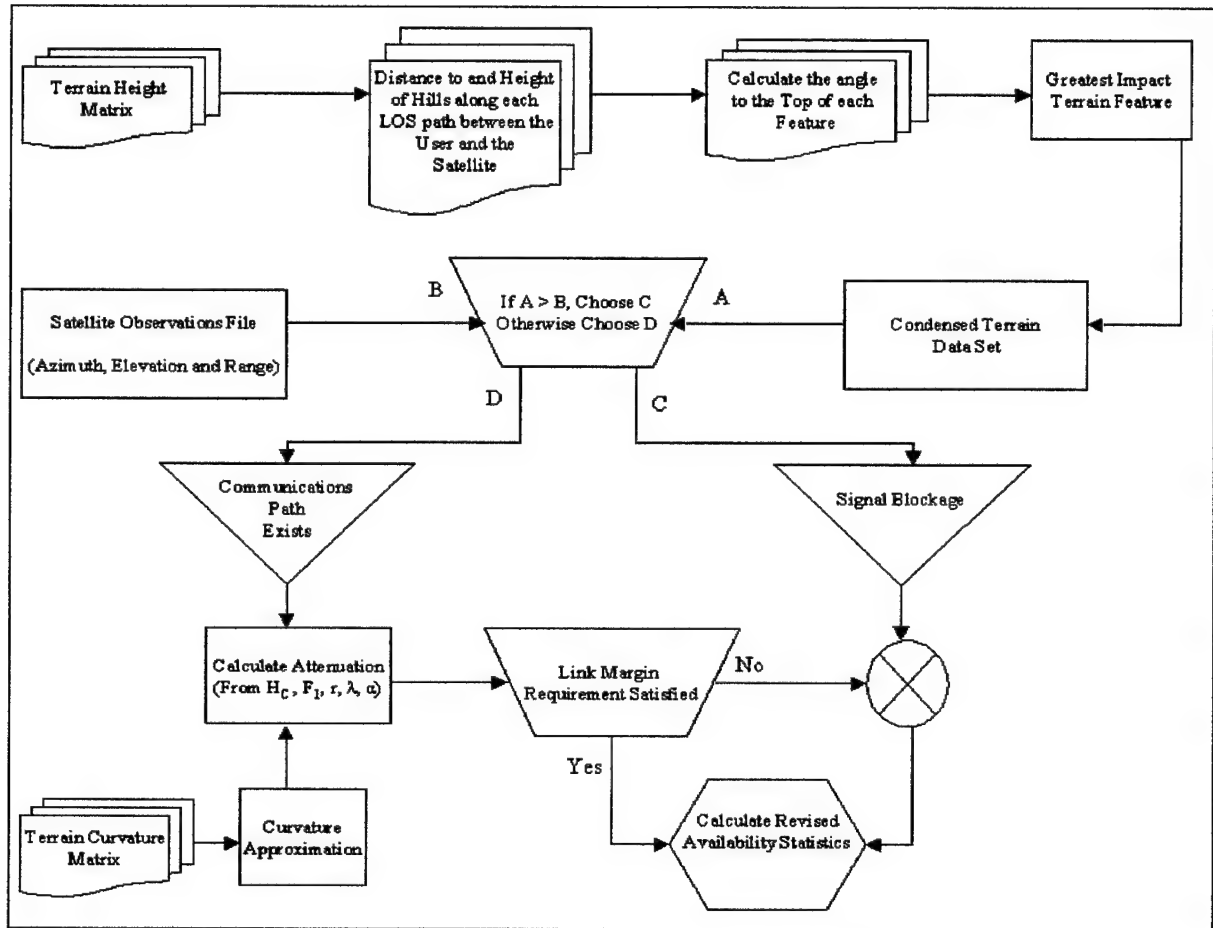 Terrain Height
Matrix
Distance to and Height
of Hills along each
LOS path between the
User and the
Satellite
Calculate the angle
to the Top of each
Feature
Greatest Impact
Terrain Feature
B
If A > B, Choose C
Otherwise Choose D
A
Satellite Observations File
(Azimuth, Elevation and Range)
Condensed Terrain
Data Set
D
C
Communications
Path
Exists
Signal Blockage
Calculate Attenuation
(From H_C, F_1, r, λ, α)
Link Margin
Requirement Satisfied
No
Yes
Terrain Curvature
Matrix
Curvature
Approximation
Calculate Revised
Availability Statistics